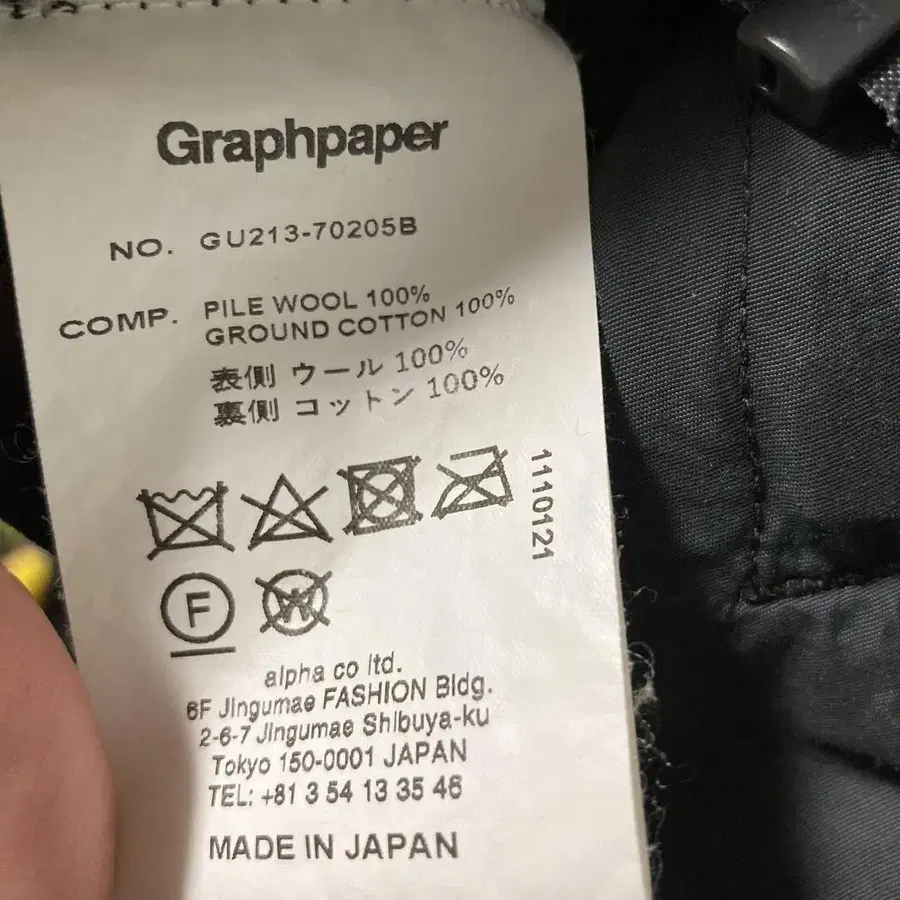 Graphpaper
NO. GU213-70205B
COMP. PILE WOOL 100%
GROUND COTTON 100%
表側 ウール 100%
裏側 コットン 100%
1110121
F
W
alpha co ltd.
6F Jingumae FASHION Bldg.
2-6-7 Jingumae Shibuya-ku
Tokyo 150-0001 JAPAN
TEL: +81 3 54 13 35 46
MADE IN JAPAN